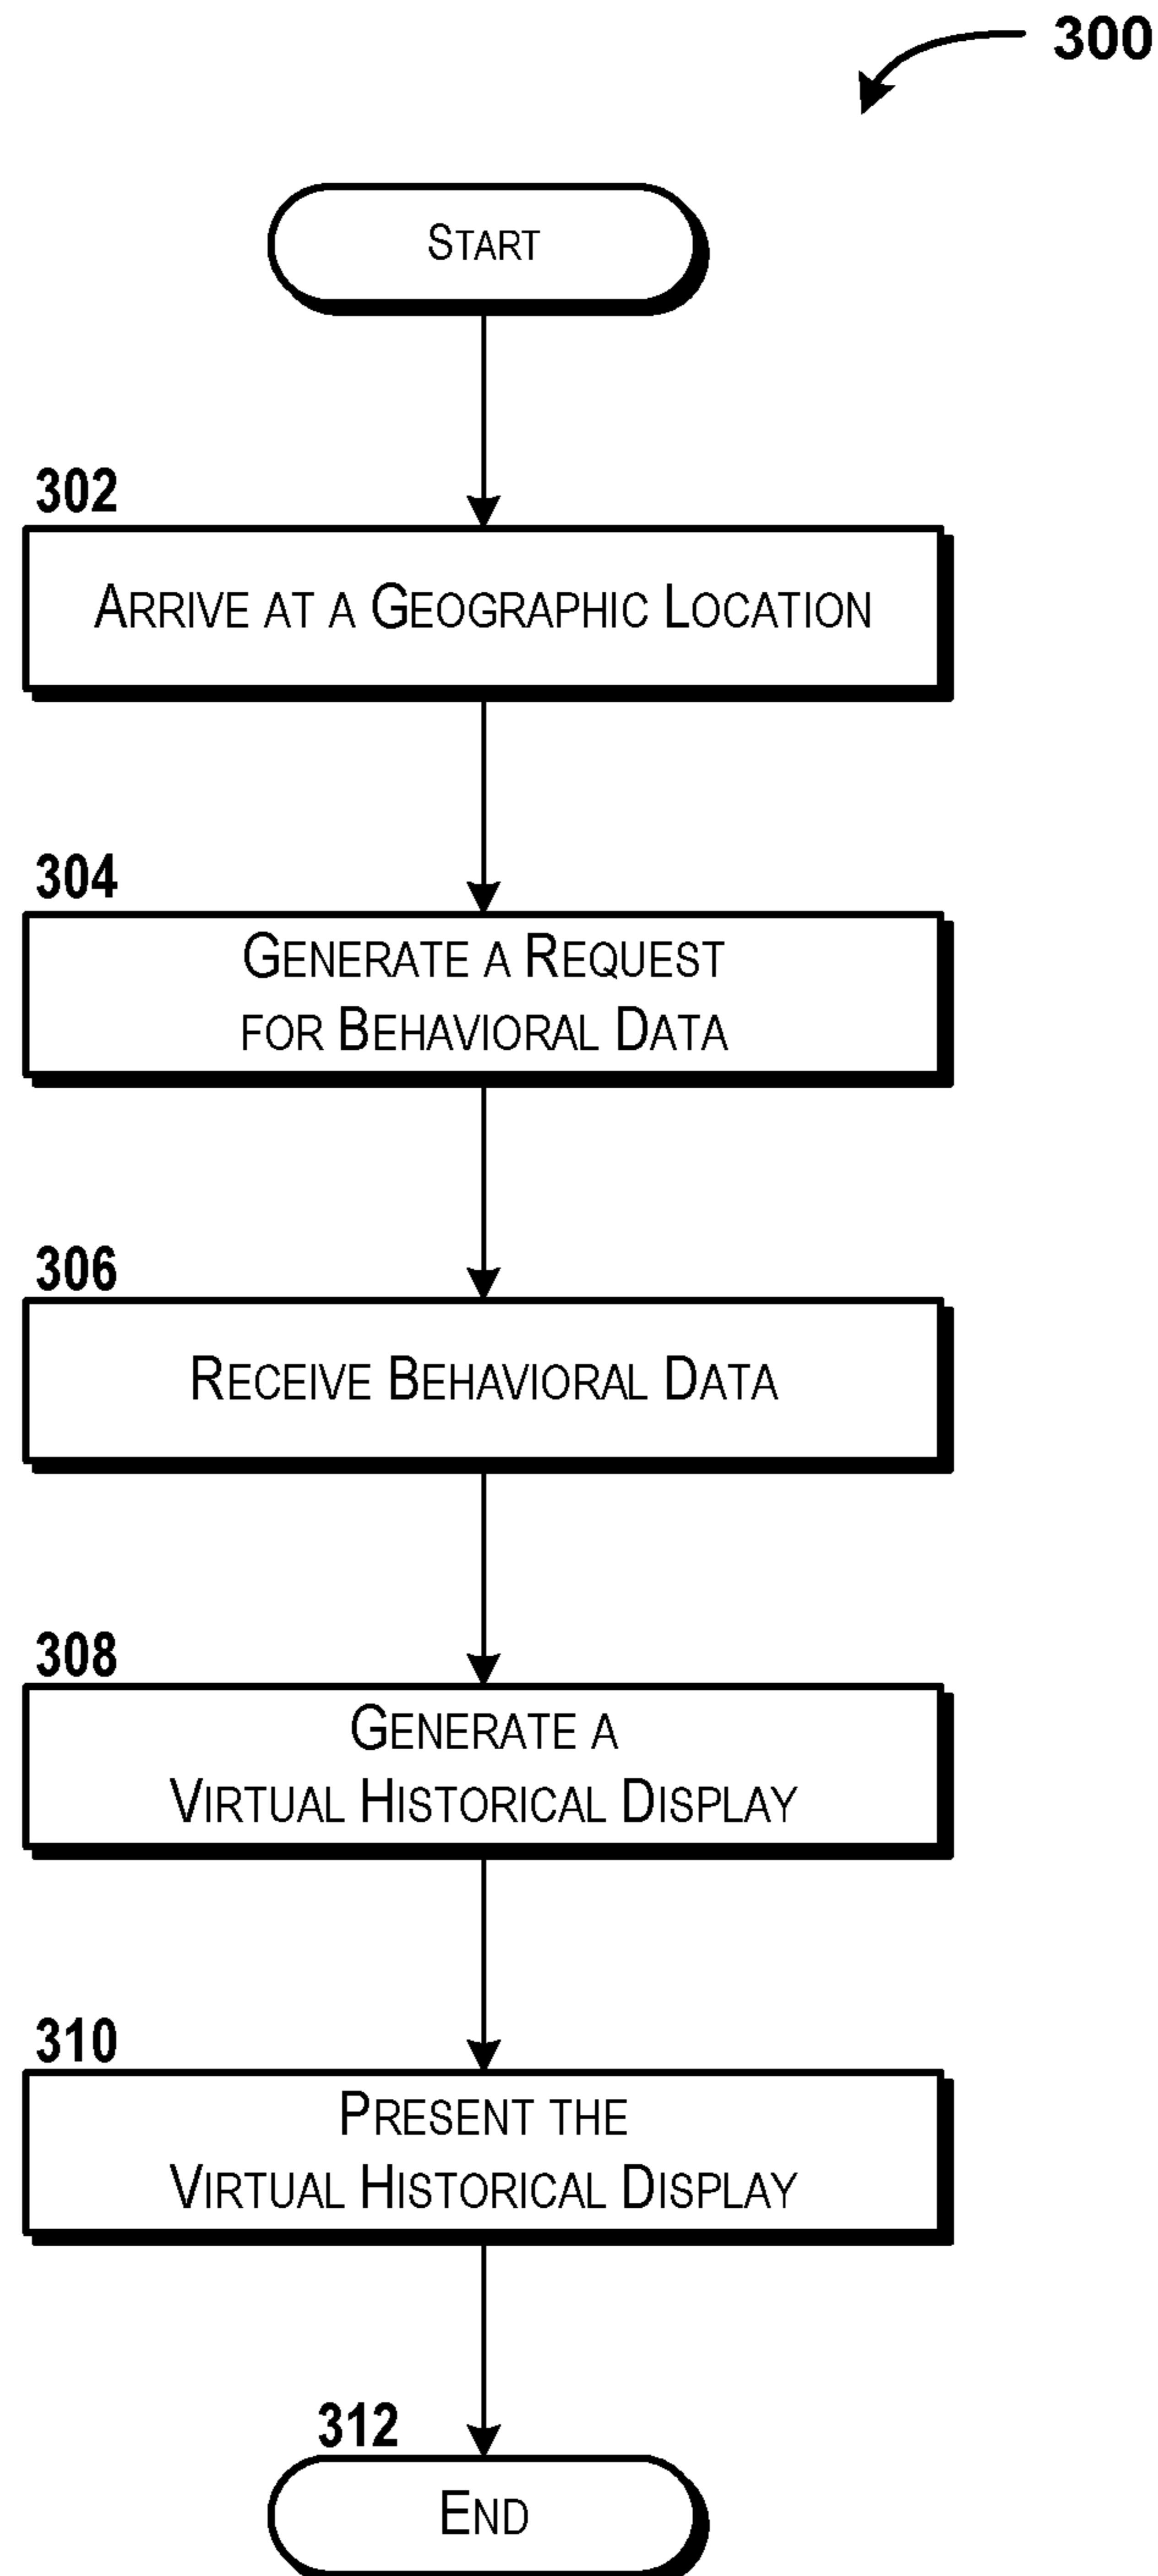 300
START
302
ARRIVE AT A GEOGRAPHIC LOCATION
304
GENERATE A REQUEST
FOR BEHAVIORAL DATA
306
RECEIVE BEHAVIORAL DATA
308
GENERATE A
VIRTUAL HISTORICAL DISPLAY
310
PRESENT THE
VIRTUAL HISTORICAL DISPLAY
312
END